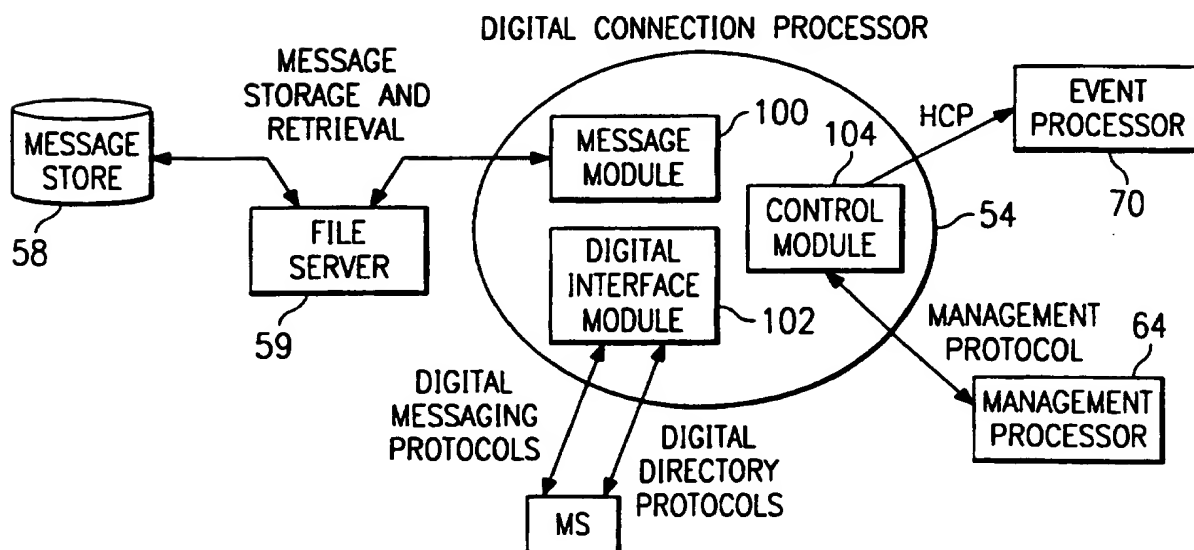 DIGITAL CONNECTION PROCESSOR
MESSAGE
STORAGE AND
RETRIEVAL
MESSAGE
STORE
58
FILE
SERVER
59
MESSAGE
MODULE
100
DIGITAL
INTERFACE
MODULE
102
104
CONTROL
MODULE
HCP
EVENT
PROCESSOR
70
54
MANAGEMENT
PROTOCOL
64
MANAGEMENT
PROCESSOR
DIGITAL
MESSAGING
PROTOCOLS
DIGITAL
DIRECTORY
PROTOCOLS
MS